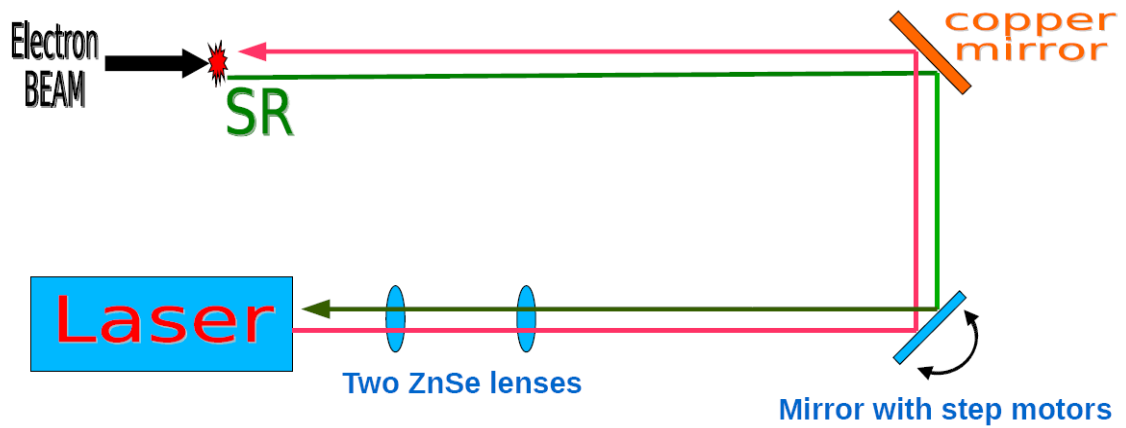 Electron
BEAM
SR
copper
mirror
Laser
Two ZnSe lenses
Mirror with step motors